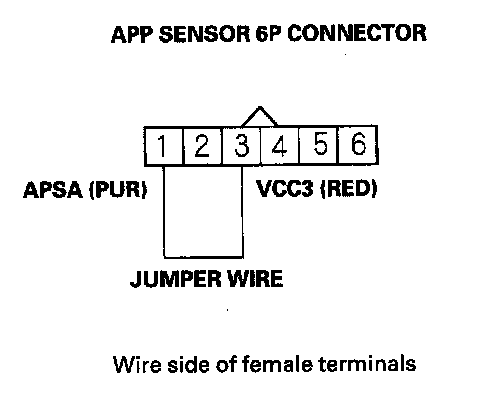 APP SENSOR 6P CONNECTOR
1 2 3 4 5 6
APSA (PUR) VCC3 (RED)
JUMPER WIRE
Wire side of female terminals